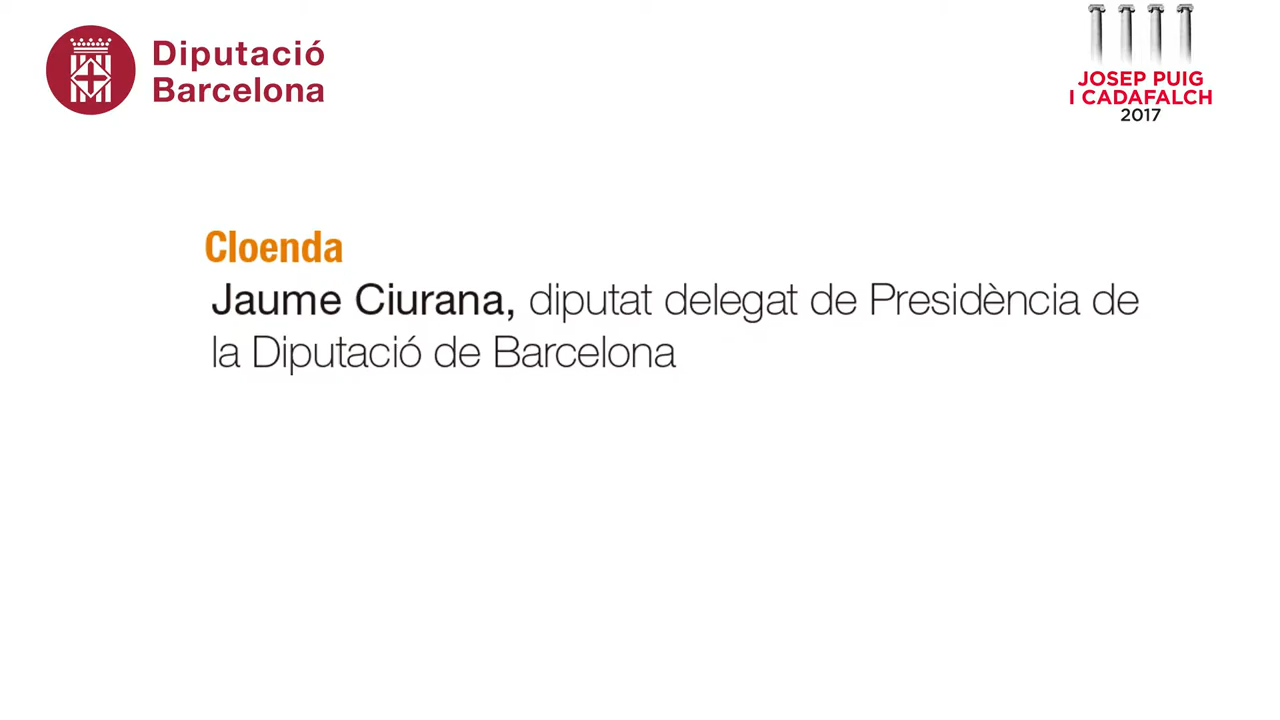 Diputació
Barcelona
JOSEP PUIG
I CADAFALCH
2017
Cloenda
Jaume Ciurana, diputat delegat de Presidència de
la Diputació de Barcelona